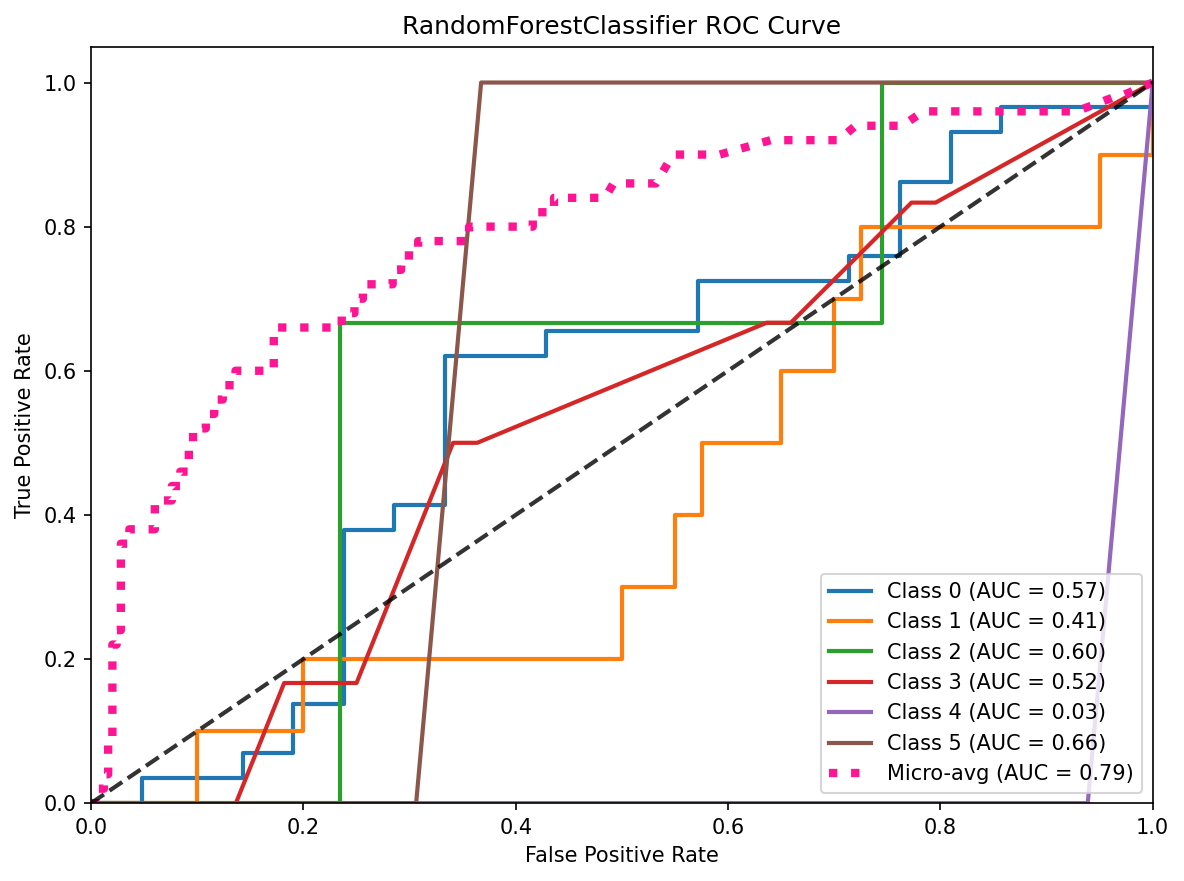 RandomForestClassifier ROC Curve
True Positive Rate
1.0
0.8
0.6
0.4
0.2
0.0
Class 0 (AUC = 0.57)
Class 1 (AUC = 0.41)
Class 2 (AUC = 0.60)
Class 3 (AUC = 0.52)
Class 4 (AUC = 0.03)
Class 5 (AUC = 0.66)
Micro-avg (AUC = 0.79)
0.0 0.2 0.4 0.6 0.8 1.0
False Positive Rate